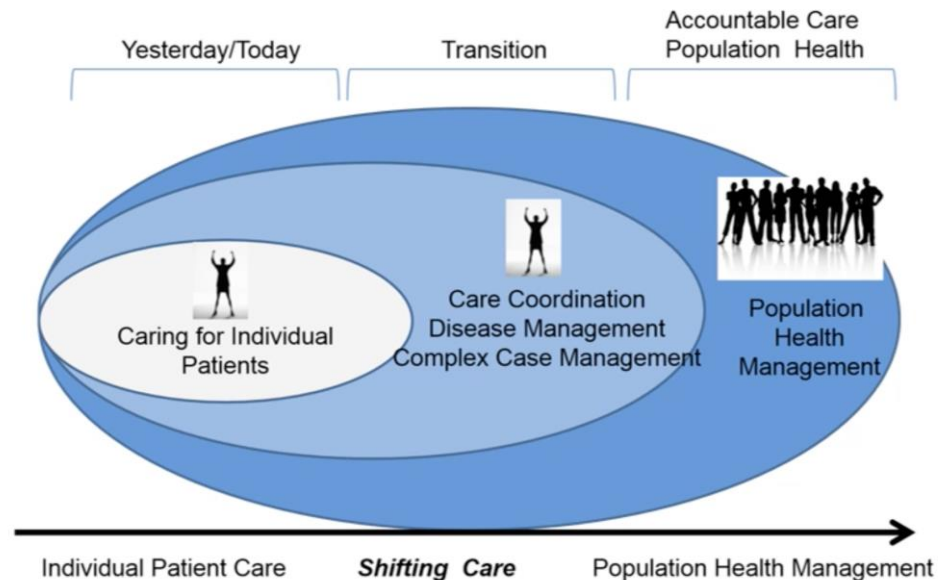 Yesterday/Today
Transition
Accountable Care
Population Health
Caring for Individual
Patients
Care Coordination
Disease Management
Complex Case Management
Population
Health
Management
Individual Patient Care
Shifting Care
Population Health Management